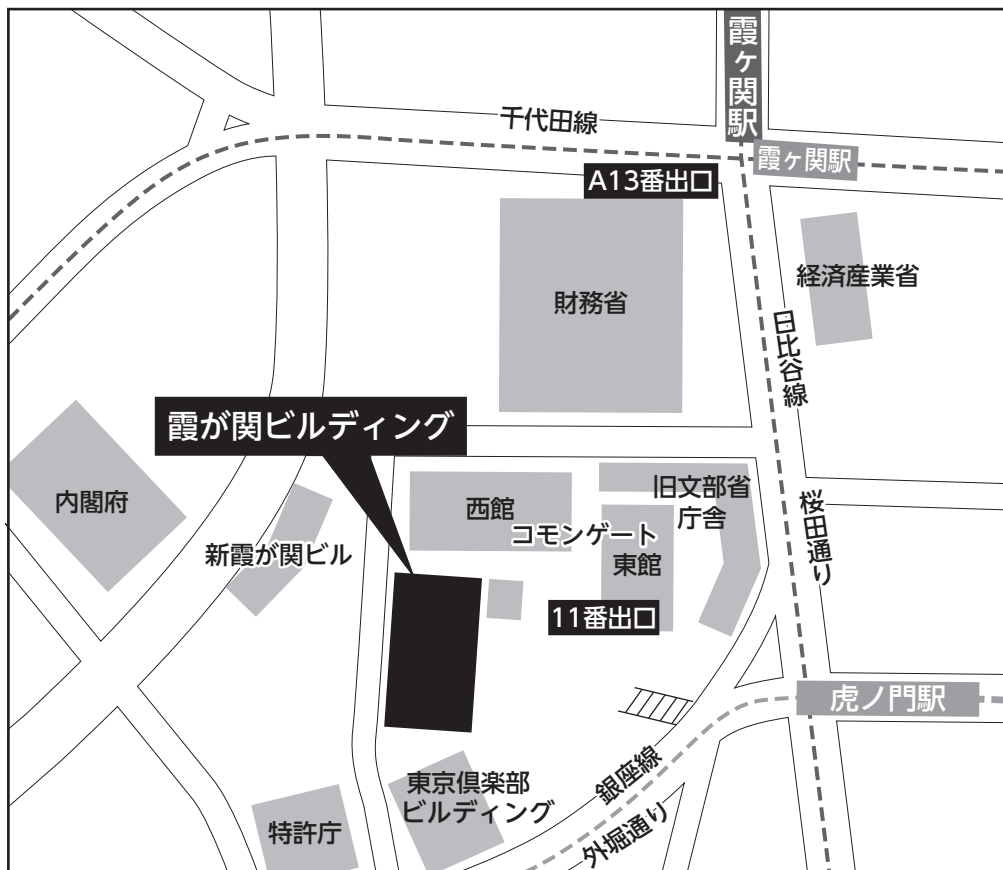 霞ヶ関駅
千代田線
霞ヶ関駅
A13番出口
財務省
経済産業省
日比谷線
霞が関ビルディング
内閣府
新霞が関ビル
西館
コモンゲート
東館
旧文部省
庁舎
桜田通り
11番出口
虎ノ門駅
銀座線
外堀通り
東京倶楽部
ビルディング
特許庁